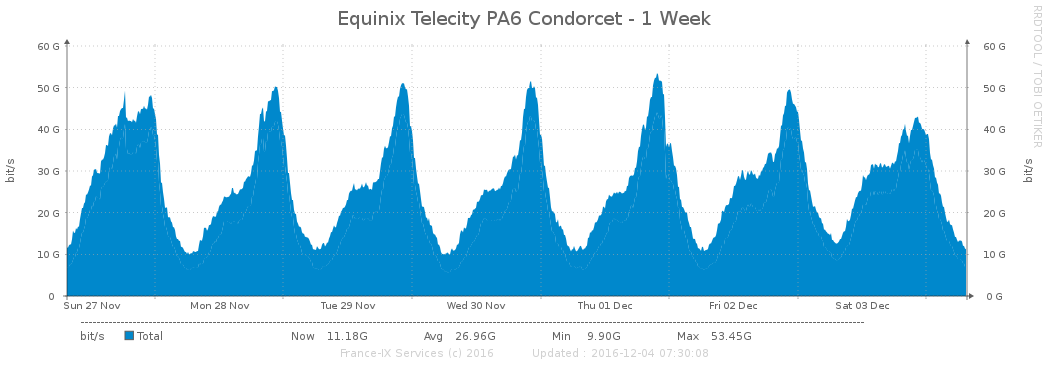 Equinix Telecity PA6 Condorcet - 1 Week
RRDTOOL / TOBI OETIKER
60 G 60 G
50 G 50 G
40 G 40 G
30 G 30 G
20 G 20 G
10 G 10 G
0 0 G
bit/s
bit/s
Sun 27 Nov Mon 28 Nov Tue 29 Nov Wed 30 Nov Thu 01 Dec Fri 02 Dec Sat 03 Dec
bit/s Total Now 11.18G Avg 26.96G Min 9.90G Max 53.45G
France-IX Services (c) 2016 Updated : 2016-12-04 07:30:08